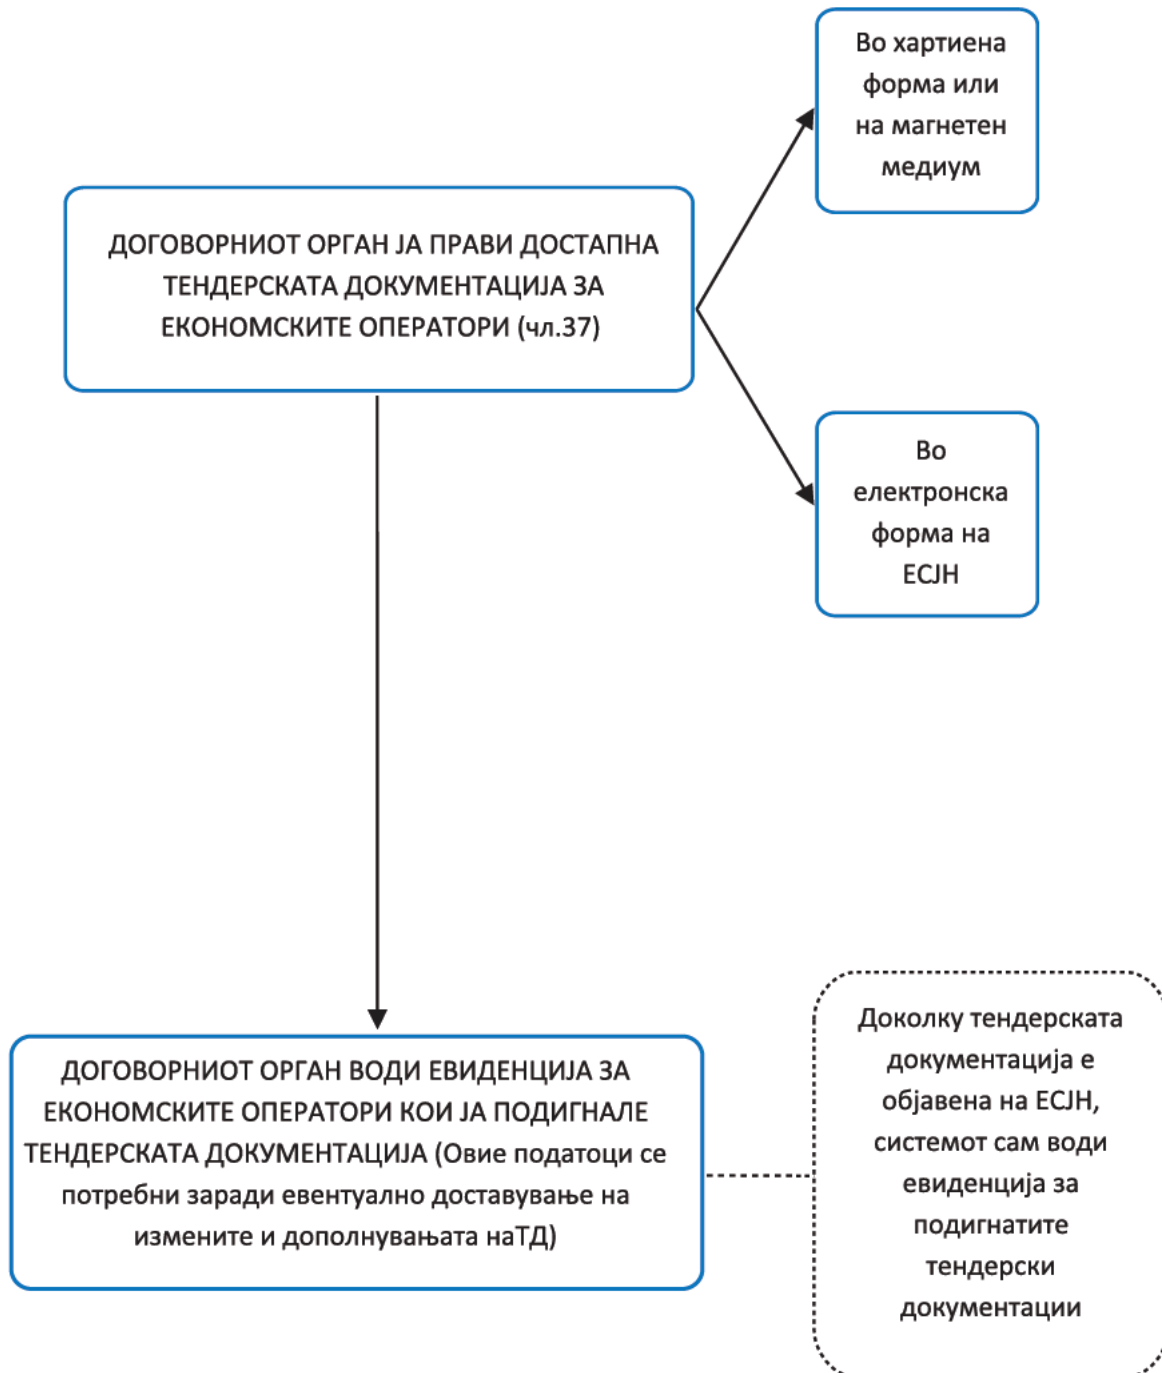 Во хартиена
форма или
на магнетен
медиум
ДОГОВОРНИОТ ОРГАН ЈА ПРАВИ ДОСТАПНА
ТЕНДЕРСКАТА ДОКУМЕНТАЦИЈА ЗА
ЕКОНОМСКИТЕ ОПЕРАТОРИ (чл.37)
Во
електронска
форма на
ЕСЈН
ДОГОВОРНИОТ ОРГАН ВОДИ ЕВИДЕНЦИЈА ЗА
ЕКОНОМСКИТЕ ОПЕРАТОРИ КОИ ЈА ПОДИГНАЛЕ
ТЕНДЕРСКАТА ДОКУМЕНТАЦИЈА (Овие податоци се
потребни заради евентуално доставување на
измените и дополнувањата наТД)
Доколку тендерската
документација е
објавена на ЕСЈН,
системот сам води
евиденција за
подигнатите
тендерски
документации